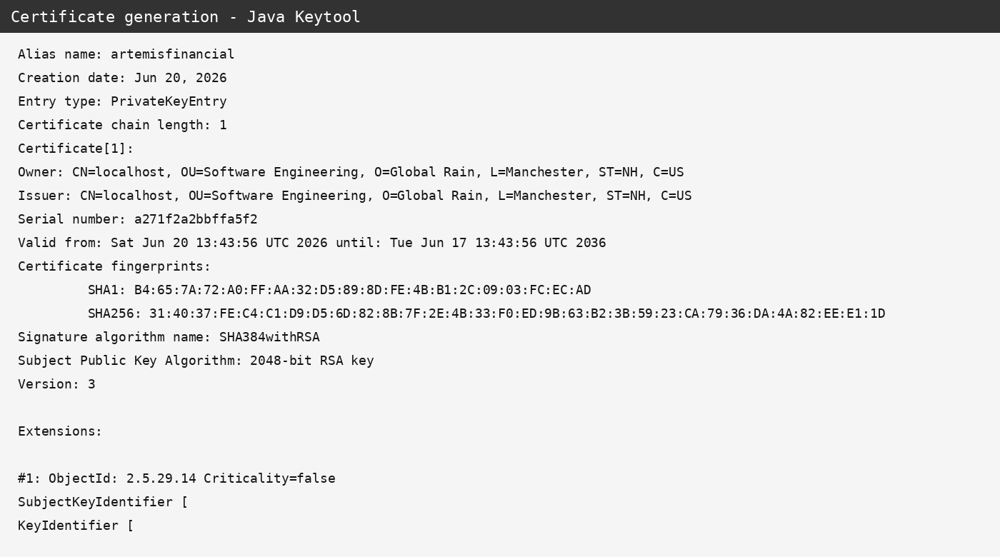 Certificate generation - Java Keytool
Alias name: artemisfinancial
Creation date: Jun 20, 2026
Entry type: PrivateKeyEntry
Certificate chain length: 1
Certificate[1]:
Owner: CN=localhost, OU=Software Engineering, O=Global Rain, L=Manchester, ST=NH, C=US
Issuer: CN=localhost, OU=Software Engineering, O=Global Rain, L=Manchester, ST=NH, C=US
Serial number: a271f2a2bbffa5f2
Valid from: Sat Jun 20 13:43:56 UTC 2026 until: Tue Jun 17 13:43:56 UTC 2036
Certificate fingerprints:
SHA1: B4:65:7A:72:A0:FF:AA:32:D5:89:8D:FE:4B:B1:2C:09:03:FC:EC:AD
SHA256: 31:40:37:FE:C4:C1:D9:D5:6D:82:8B:7F:2E:4B:33:F0:ED:9B:63:B2:3B:59:23:CA:79:36:DA:4A:82:EE:E1:1D
Signature algorithm name: SHA384withRSA
Subject Public Key Algorithm: 2048-bit RSA key
Version: 3
Extensions:
#1: ObjectId: 2.5.29.14 Criticality=false
SubjectKeyIdentifier [
KeyIdentifier [